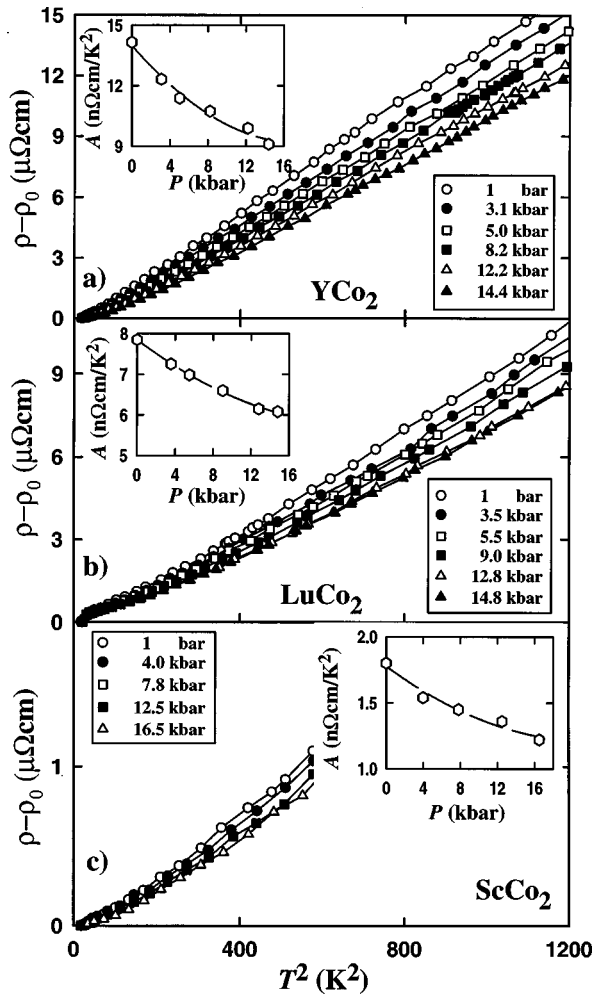 15
12
9
6
3
0
ρ−ρ0 (μΩcm)
15
12
9
A (nΩcm/K²)
0 4 8 12 16
P (kbar)
1 bar
3.1 kbar
5.0 kbar
8.2 kbar
12.2 kbar
14.4 kbar
a)
YCo₂
9
6
3
0
ρ−ρ0 (μΩcm)
8
7
6
5
A (nΩcm/K²)
0 4 8 12 16
P (kbar)
1 bar
3.5 kbar
5.5 kbar
9.0 kbar
12.8 kbar
14.8 kbar
b)
LuCo₂
1
0
ρ−ρ0 (μΩcm)
1 bar
4.0 kbar
7.8 kbar
12.5 kbar
16.5 kbar
2.0
1.8
1.5
1.3
1.0
A (nΩcm/K²)
0 4 8 12 16
P (kbar)
c)
ScCo₂
0 400 800 1200
T² (K²)